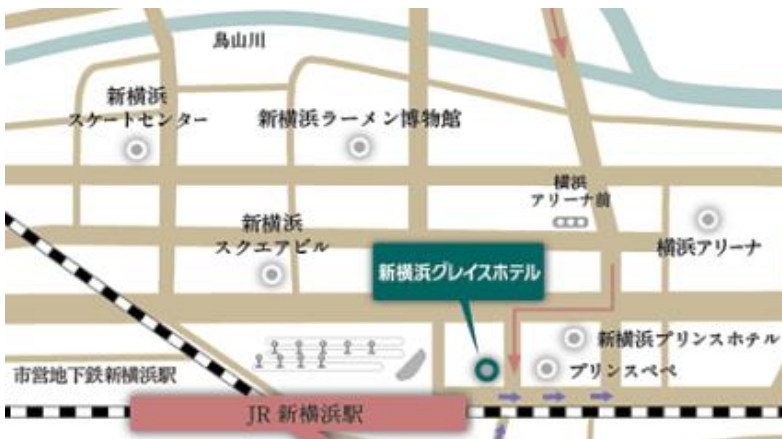 鳥山川
新横浜
スケートセンター
新横浜ラーメン博物館
横浜
アリーナ前
新横浜
スクエアビル
横浜アリーナ
新横浜グレイスホテル
新横浜プリンスホテル
プリンスペペ
市営地下鉄新横浜駅
JR 新横浜駅